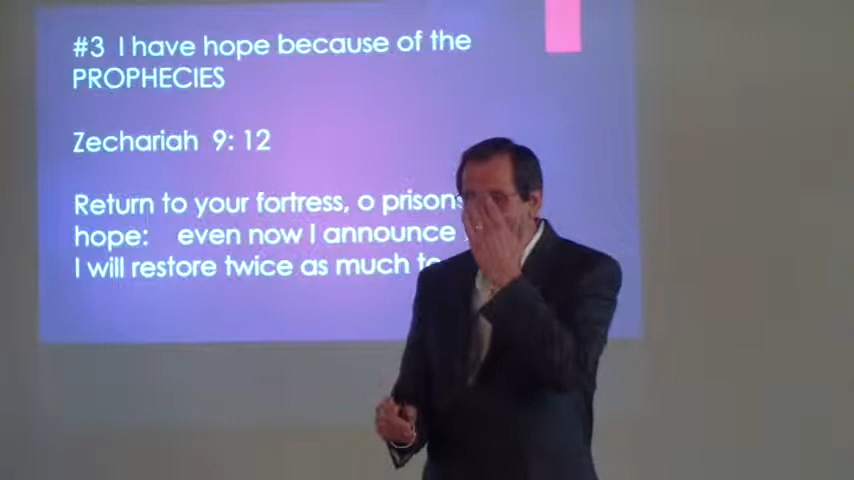 #3 I have hope because of the
PROPHECIES
Zechariah 9: 12
Return to your fortress, o prisons
hope: even now I announce
I will restore twice as much to